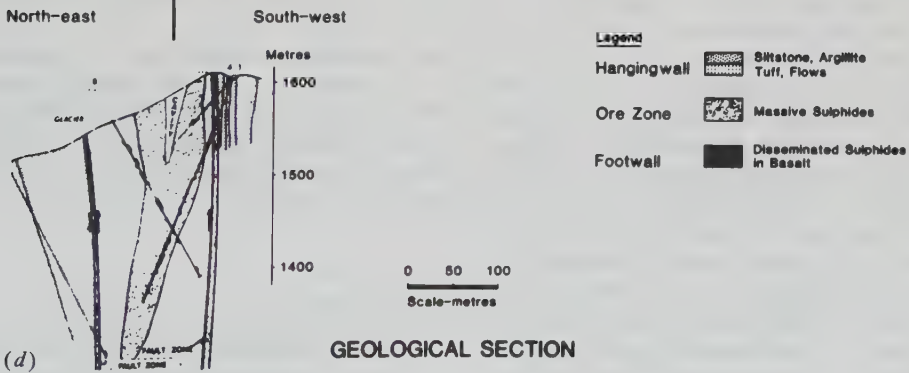 North-east South-west
Metres
1600
1500
1400
GLACIER
FAULT ZONE
FAULT ZONE
0 50 100
Scale-metres
(d)
GEOLOGICAL SECTION
Legend
Hangingwall Siltstone, Argillite
Tuff, Flows
Ore Zone Massive Sulphides
Footwall Disseminated Sulphides
in Basalt